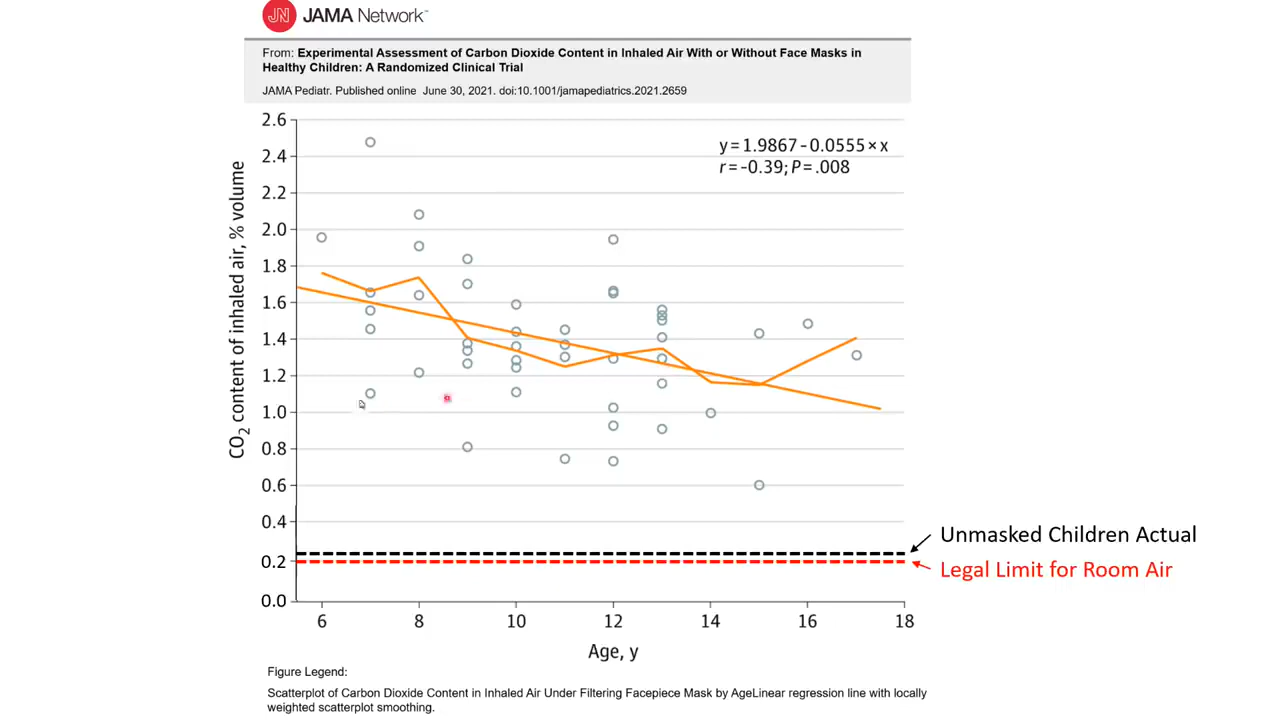 JN JAMA Network™
From: Experimental Assessment of Carbon Dioxide Content in Inhaled Air With or Without Face Masks in
Healthy Children: A Randomized Clinical Trial
JAMA Pediatr. Published online June 30, 2021. doi:10.1001/jamapediatrics.2021.2659
y=1.9867-0.0555×x
r=-0.39; P=.008
CO2 content of inhaled air, % volume
2.6
2.4
2.2
2.0
1.8
1.6
1.4
1.2
1.0
0.8
0.6
0.4
0.2
0.0
Unmasked Children Actual
Legal Limit for Room Air
6 8 10 12 14 16 18
Age, y
Figure Legend:
Scatterplot of Carbon Dioxide Content in Inhaled Air Under Filtering Facepiece Mask by AgeLinear regression line with locally
weighted scatterplot smoothing.